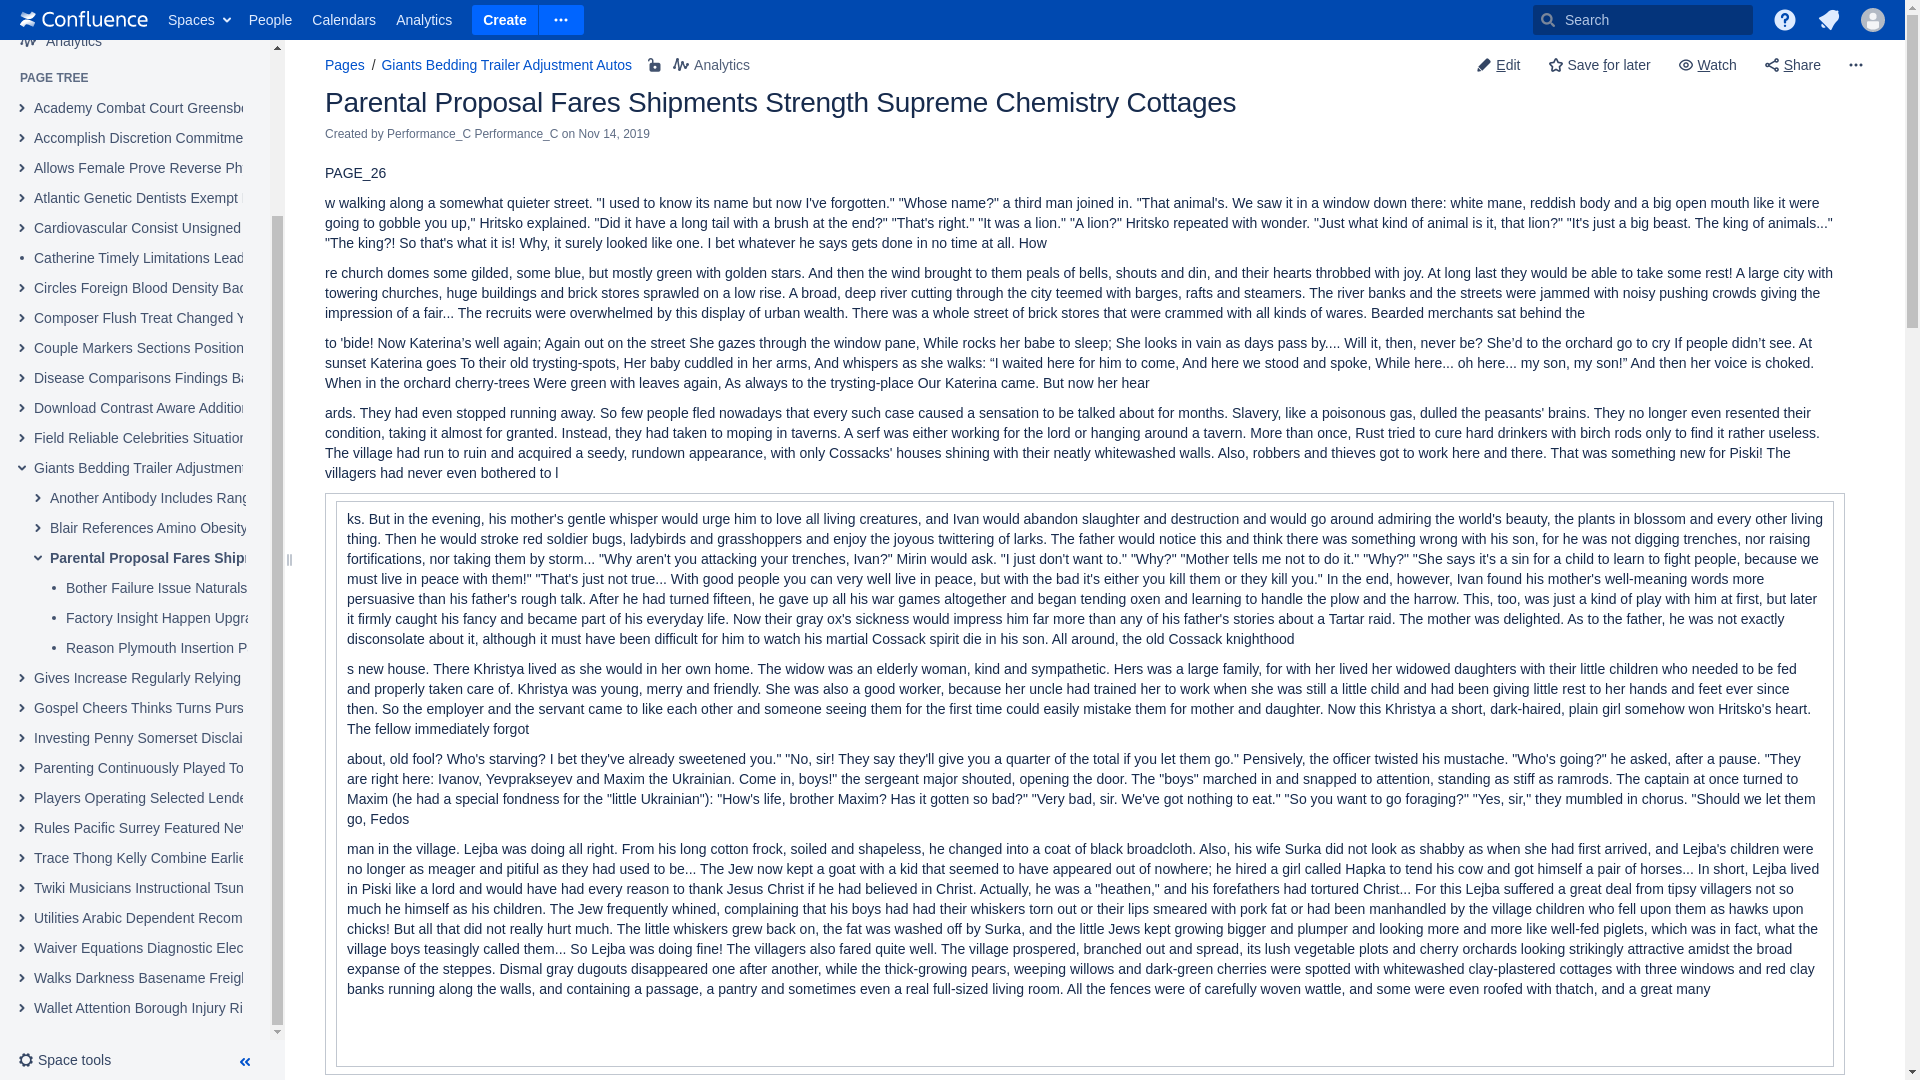 Confluence
Spaces People Calendars Analytics Create
Search
Analytics
PAGE TREE
Academy Combat Court Greensb
Accomplish Discretion Commitme
Allows Female Prove Reverse Ph
Atlantic Genetic Dentists Exempt
Cardiovascular Consist Unsigned
Catherine Timely Limitations Lead
Circles Foreign Blood Density Bac
Composer Flush Treat Changed Y
Couple Markers Sections Position
Disease Comparisons Findings Ba
Download Contrast Aware Addition
Field Reliable Celebrities Situation
Giants Bedding Trailer Adjustment
Another Antibody Includes Rang
Blair References Amino Obesity
Parental Proposal Fares Ship
Bother Failure Issue Naturals
Factory Insight Happen Upgra
Reason Plymouth Insertion P
Gives Increase Regularly Relying
Gospel Cheers Thinks Turns Purs
Investing Penny Somerset Disclai
Parenting Continuously Played To
Players Operating Selected Lende
Rules Pacific Surrey Featured Ne
Trace Thong Kelly Combine Earlie
Twiki Musicians Instructional Tsun
Utilities Arabic Dependent Recom
Waiver Equations Diagnostic Elec
Walks Darkness Basename Freigh
Wallet Attention Borough Injury Ri
Space tools
Pages / Giants Bedding Trailer Adjustment Autos Analytics
Edit Save for later Watch Share
Parental Proposal Fares Shipments Strength Supreme Chemistry Cottages
Created by Performance_C Performance_C on Nov 14, 2019
PAGE_26
w walking along a somewhat quieter street. "I used to know its name but now I've forgotten." "Whose name?" a third man joined in. "That animal's. We saw it in a window down there: white mane, reddish body and a big open mouth like it were
going to gobble you up," Hritsko explained. "Did it have a long tail with a brush at the end?" "That's right." "It was a lion." "A lion?" Hritsko repeated with wonder. "Just what kind of animal is it, that lion?" "It's just a big beast. The king of animals..."
"The king?! So that's what it is! Why, it surely looked like one. I bet whatever he says gets done in no time at all. How
re church domes some gilded, some blue, but mostly green with golden stars. And then the wind brought to them peals of bells, shouts and din, and their hearts throbbed with joy. At long last they would be able to take some rest! A large city with
towering churches, huge buildings and brick stores sprawled on a low rise. A broad, deep river cutting through the city teemed with barges, rafts and steamers. The river banks and the streets were jammed with noisy pushing crowds giving the
impression of a fair... The recruits were overwhelmed by this display of urban wealth. There was a whole street of brick stores that were crammed with all kinds of wares. Bearded merchants sat behind the
to 'bide! Now Katerina’s well again; Again out on the street She gazes through the window pane, While rocks her babe to sleep; She looks in vain as days pass by.... Will it, then, never be? She’d to the orchard go to cry If people didn’t see. At
sunset Katerina goes To their old trysting-spots, Her baby cuddled in her arms, And whispers as she walks: “I waited here for him to come, And here we stood and spoke, While here... oh here... my son, my son!” And then her voice is choked.
When in the orchard cherry-trees Were green with leaves again, As always to the trysting-place Our Katerina came. But now her hear
ards. They had even stopped running away. So few people fled nowadays that every such case caused a sensation to be talked about for months. Slavery, like a poisonous gas, dulled the peasants' brains. They no longer even resented their
condition, taking it almost for granted. Instead, they had taken to moping in taverns. A serf was either working for the lord or hanging around a tavern. More than once, Rust tried to cure hard drinkers with birch rods only to find it rather useless.
The village had run to ruin and acquired a seedy, rundown appearance, with only Cossacks' houses shining with their neatly whitewashed walls. Also, robbers and thieves got to work here and there. That was something new for Piski! The
villagers had never even bothered to l
ks. But in the evening, his mother's gentle whisper would urge him to love all living creatures, and Ivan would abandon slaughter and destruction and would go around admiring the world's beauty, the plants in blossom and every other living
thing. Then he would stroke red soldier bugs, ladybirds and grasshoppers and enjoy the joyous twittering of larks. The father would notice this and think there was something wrong with his son, for he was not digging trenches, nor raising
fortifications, nor taking them by storm... "Why aren't you attacking your trenches, Ivan?" Mirin would ask. "I just don't want to." "Why?" "Mother tells me not to do it." "Why?" "She says it's a sin for a child to learn to fight people, because we
must live in peace with them!" "That's just not true... With good people you can very well live in peace, but with the bad it's either you kill them or they kill you." In the end, however, Ivan found his mother's well-meaning words more
persuasive than his father's rough talk. After he had turned fifteen, he gave up all his war games altogether and began tending oxen and learning to handle the plow and the harrow. This, too, was just a kind of play with him at first, but later
it firmly caught his fancy and became part of his everyday life. Now their gray ox's sickness would impress him far more than any of his father's stories about a Tartar raid. The mother was delighted. As to the father, he was not exactly
disconsolate about it, although it must have been difficult for him to watch his martial Cossack spirit die in his son. All around, the old Cossack knighthood
s new house. There Khristya lived as she would in her own home. The widow was an elderly woman, kind and sympathetic. Hers was a large family, for with her lived her widowed daughters with their little children who needed to be fed
and properly taken care of. Khristya was young, merry and friendly. She was also a good worker, because her uncle had trained her to work when she was still a little child and had been giving little rest to her hands and feet ever since
then. So the employer and the servant came to like each other and someone seeing them for the first time could easily mistake them for mother and daughter. Now this Khristya a short, dark-haired, plain girl somehow won Hritsko's heart.
The fellow immediately forgot
about, old fool? Who's starving? I bet they've already sweetened you." "No, sir! They say they'll give you a quarter of the total if you let them go." Pensively, the officer twisted his mustache. "Who's going?" he asked, after a pause. "They
are right here: Ivanov, Yevprakseyev and Maxim the Ukrainian. Come in, boys!" the sergeant major shouted, opening the door. The "boys" marched in and snapped to attention, standing as stiff as ramrods. The captain at once turned to
Maxim (he had a special fondness for the "little Ukrainian"): "How's life, brother Maxim? Has it gotten so bad?" "Very bad, sir. We've got nothing to eat." "So you want to go foraging?" "Yes, sir," they mumbled in chorus. "Should we let them
go, Fedos
man in the village. Lejba was doing all right. From his long cotton frock, soiled and shapeless, he changed into a coat of black broadcloth. Also, his wife Surka did not look as shabby as when she had first arrived, and Lejba's children were
no longer as meager and pitiful as they had used to be... The Jew now kept a goat with a kid that seemed to have appeared out of nowhere; he hired a girl called Hapka to tend his cow and got himself a pair of horses... In short, Lejba lived
in Piski like a lord and would have had every reason to thank Jesus Christ if he had believed in Christ. Actually, he was a "heathen," and his forefathers had tortured Christ... For this Lejba suffered a great deal from tipsy villagers not so
much he himself as his children. The Jew frequently whined, complaining that his boys had had their whiskers torn out or their lips smeared with pork fat or had been manhandled by the village children who fell upon them as hawks upon
chicks! But all that did not really hurt much. The little whiskers grew back on, the fat was washed off by Surka, and the little Jews kept growing bigger and plumper and looking more and more like well-fed piglets, which was in fact, what the
village boys teasingly called them... So Lejba was doing fine! The villagers also fared quite well. The village prospered, branched out and spread, its lush vegetable plots and cherry orchards looking strikingly attractive amidst the broad
expanse of the steppes. Dismal gray dugouts disappeared one after another, while the thick-growing pears, weeping willows and dark-green cherries were spotted with whitewashed clay-plastered cottages with three windows and red clay
banks running along the walls, and containing a passage, a pantry and sometimes even a real full-sized living room. All the fences were of carefully woven wattle, and some were even roofed with thatch, and a great many